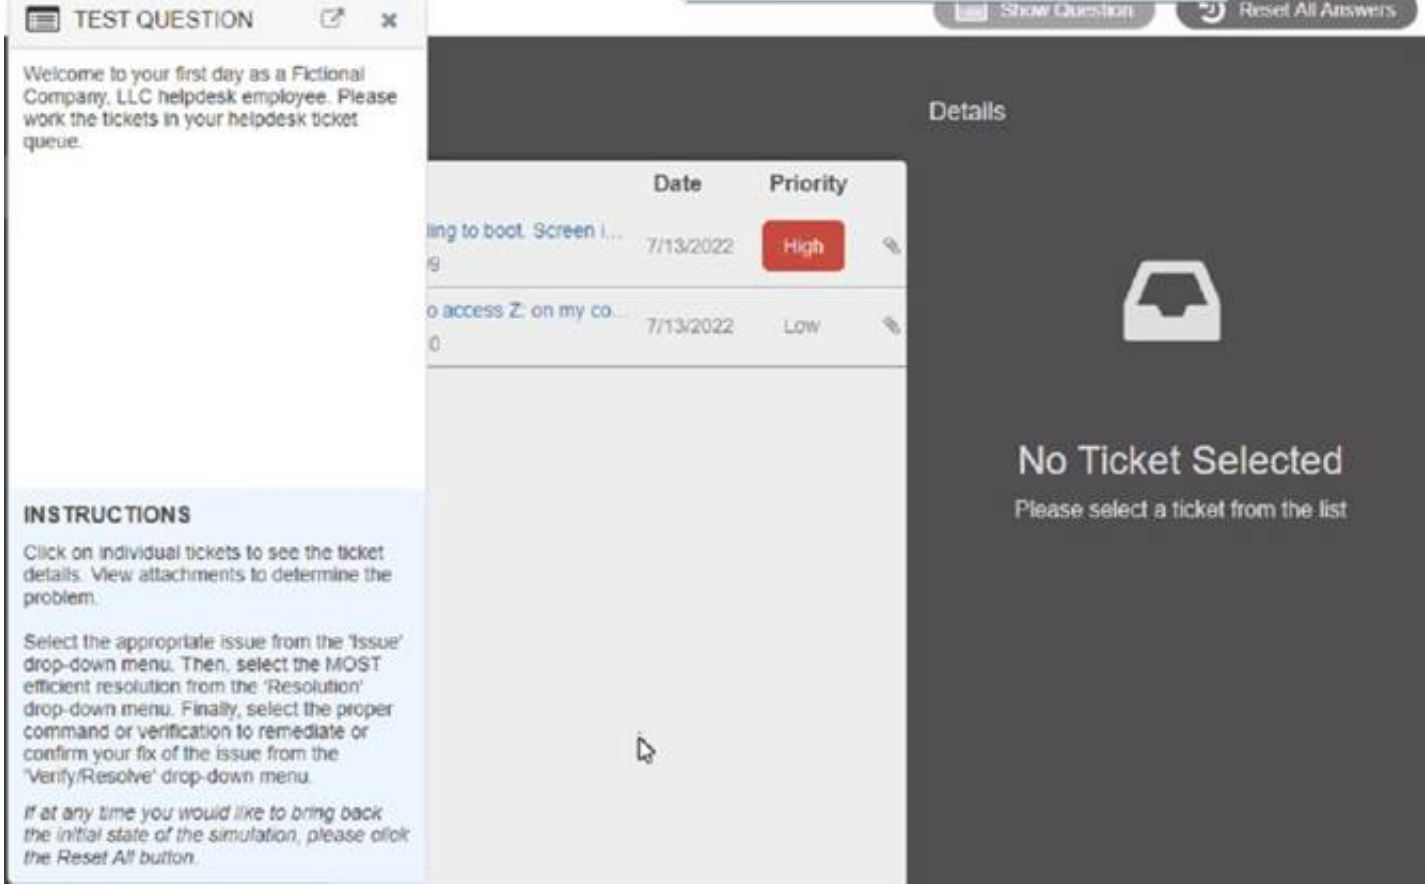 TEST QUESTION
Show Question
Reset All Answers
Welcome to your first day as a Fictional
Company, LLC helpdesk employee. Please
work the tickets in your helpdesk ticket
queue.
Details
Date
Priority
ling to boot. Screen i...
7/13/2022
High
9
o access Z: on my co...
7/13/2022
Low
0
No Ticket Selected
Please select a ticket from the list
INSTRUCTIONS
Click on individual tickets to see the ticket
details. View attachments to determine the
problem.
Select the appropriate issue from the 'Issue'
drop-down menu. Then, select the MOST
efficient resolution from the 'Resolution'
drop-down menu. Finally, select the proper
command or verification to remediate or
confirm your fix of the issue from the
'Verify/Resolve' drop-down menu.
If at any time you would like to bring back
the initial state of the simulation, please click
the Reset All button.